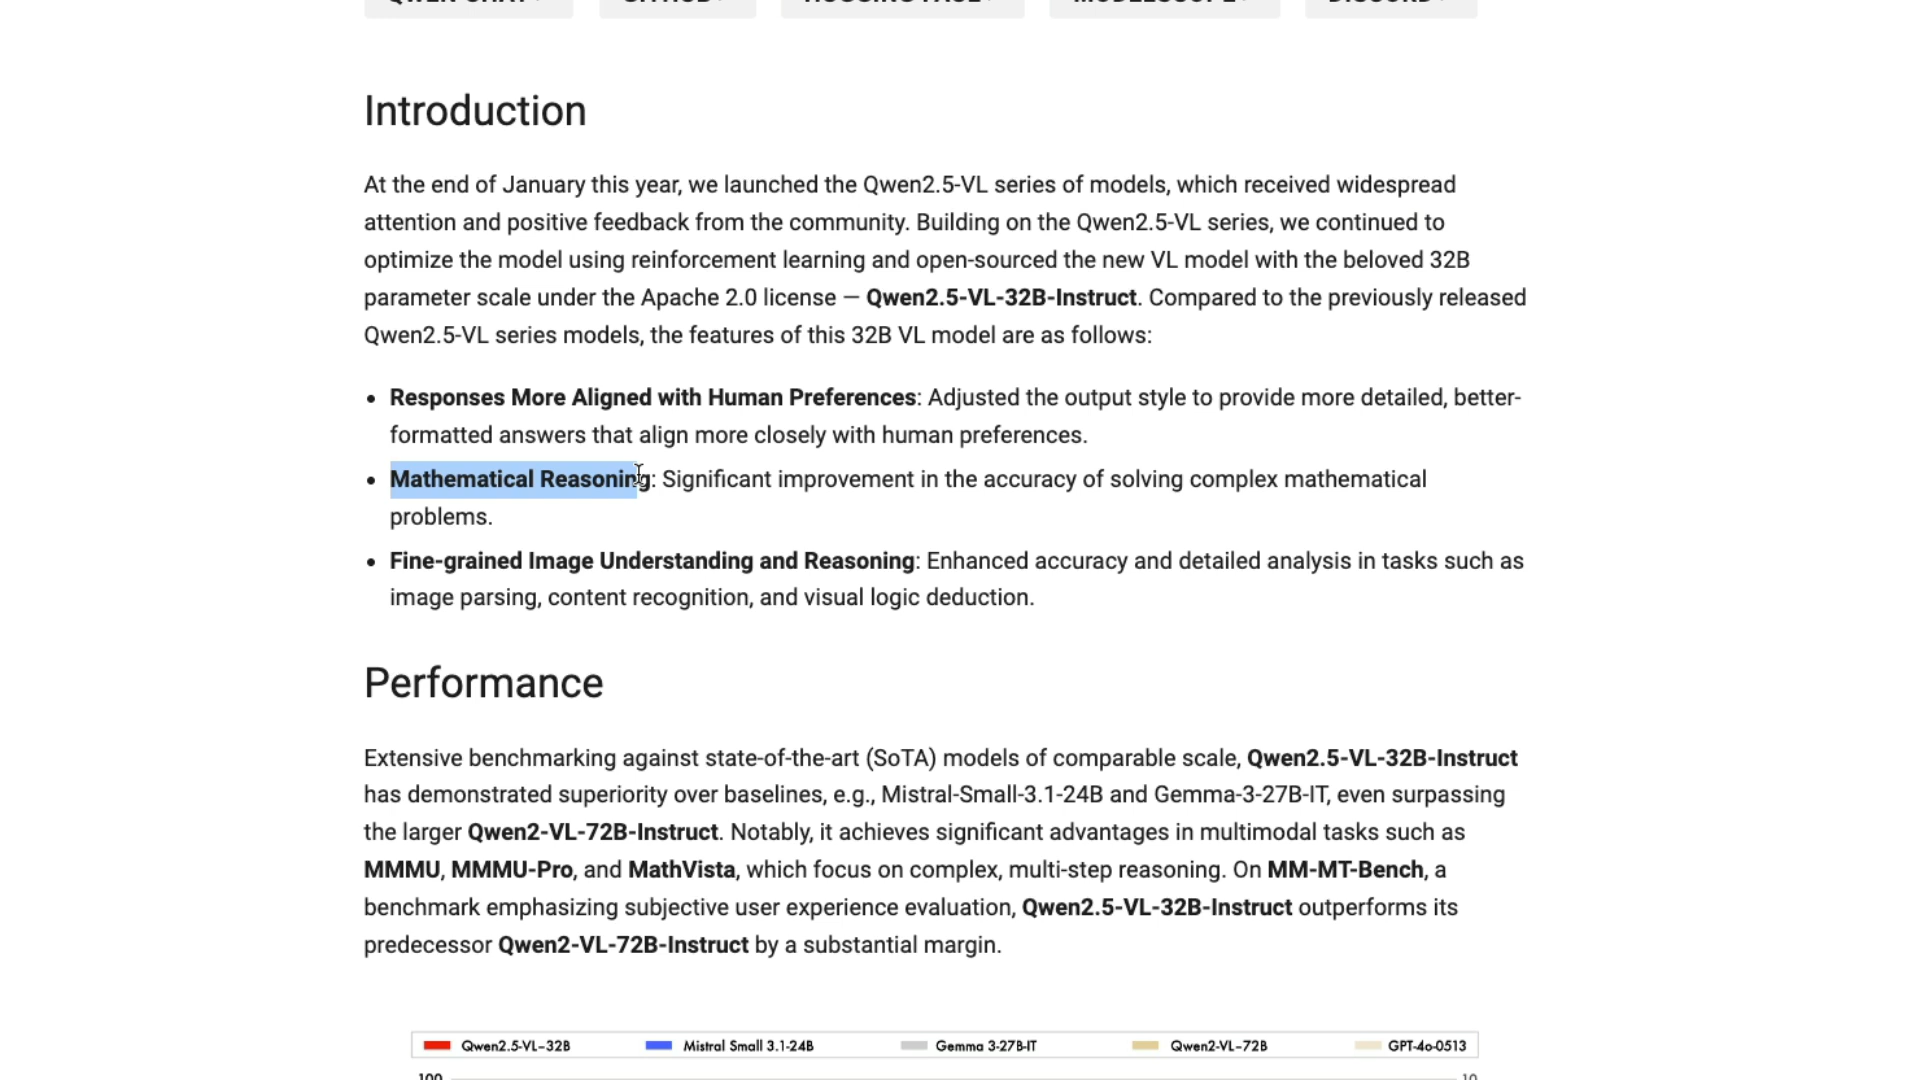 QWEN CHAT GITHUB HUGGING FACE MODELSCOPE DISCORD
Introduction
At the end of January this year, we launched the Qwen2.5-VL series of models, which received widespread
attention and positive feedback from the community. Building on the Qwen2.5-VL series, we continued to
optimize the model using reinforcement learning and open-sourced the new VL model with the beloved 32B
parameter scale under the Apache 2.0 license — Qwen2.5-VL-32B-Instruct. Compared to the previously released
Qwen2.5-VL series models, the features of this 32B VL model are as follows:
• Responses More Aligned with Human Preferences: Adjusted the output style to provide more detailed, better-
formatted answers that align more closely with human preferences.
• Mathematical Reasoning: Significant improvement in the accuracy of solving complex mathematical
problems.
• Fine-grained Image Understanding and Reasoning: Enhanced accuracy and detailed analysis in tasks such as
image parsing, content recognition, and visual logic deduction.
Performance
Extensive benchmarking against state-of-the-art (SoTA) models of comparable scale, Qwen2.5-VL-32B-Instruct
has demonstrated superiority over baselines, e.g., Mistral-Small-3.1-24B and Gemma-3-27B-IT, even surpassing
the larger Qwen2-VL-72B-Instruct. Notably, it achieves significant advantages in multimodal tasks such as
MMMU, MMMU-Pro, and MathVista, which focus on complex, multi-step reasoning. On MM-MT-Bench, a
benchmark emphasizing subjective user experience evaluation, Qwen2.5-VL-32B-Instruct outperforms its
predecessor Qwen2-VL-72B-Instruct by a substantial margin.
Qwen2.5-VL-32B Mistral Small 3.1-24B Gemma 3-27B-IT Qwen2-VL-72B GPT-4o-0513
100 10